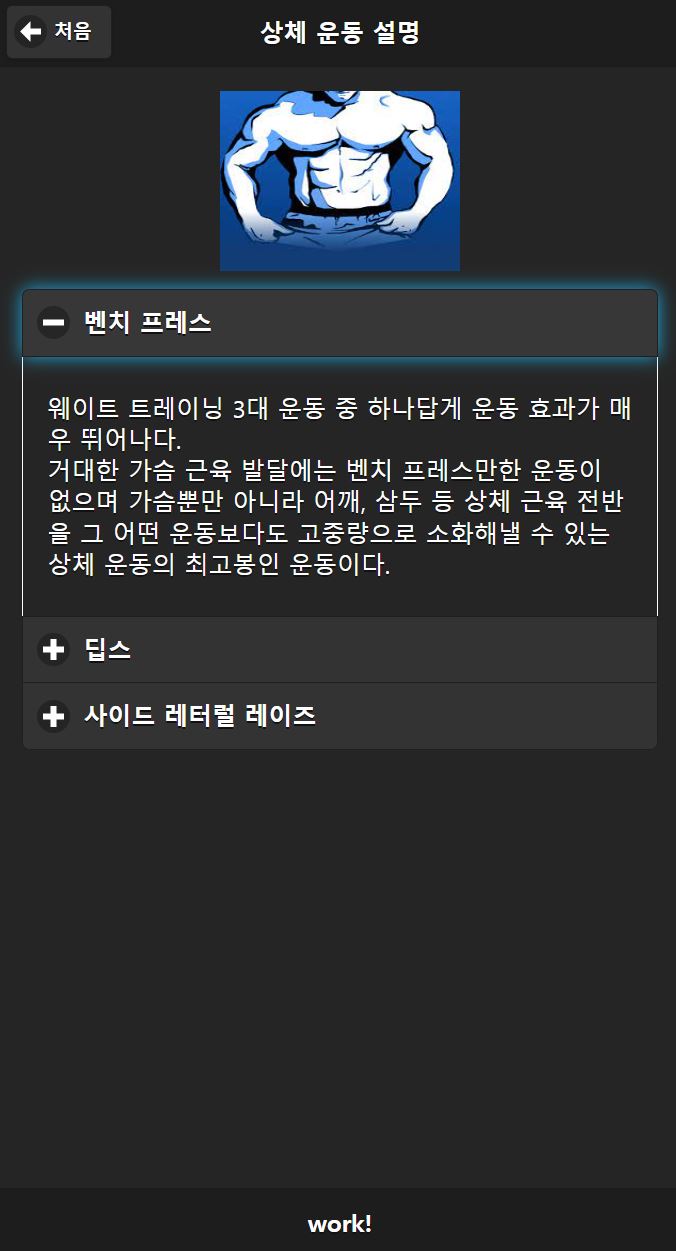 처음
상체 운동 설명
벤치 프레스
웨이트 트레이닝 3대 운동 중 하나답게 운동 효과가 매
우 뛰어나다.
거대한 가슴 근육 발달에는 벤치 프레스만한 운동이
없으며 가슴뿐만 아니라 어깨, 삼두 등 상체 근육 전반
을 그 어떤 운동보다도 고중량으로 소화해낼 수 있는
상체 운동의 최고봉인 운동이다.
딥스
사이드 레터럴 레이즈
work!